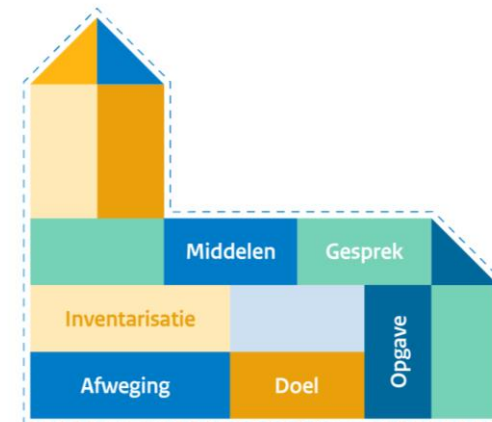 Middelen
Gesprek
Inventarisatie
Opgave
Afweging
Doel